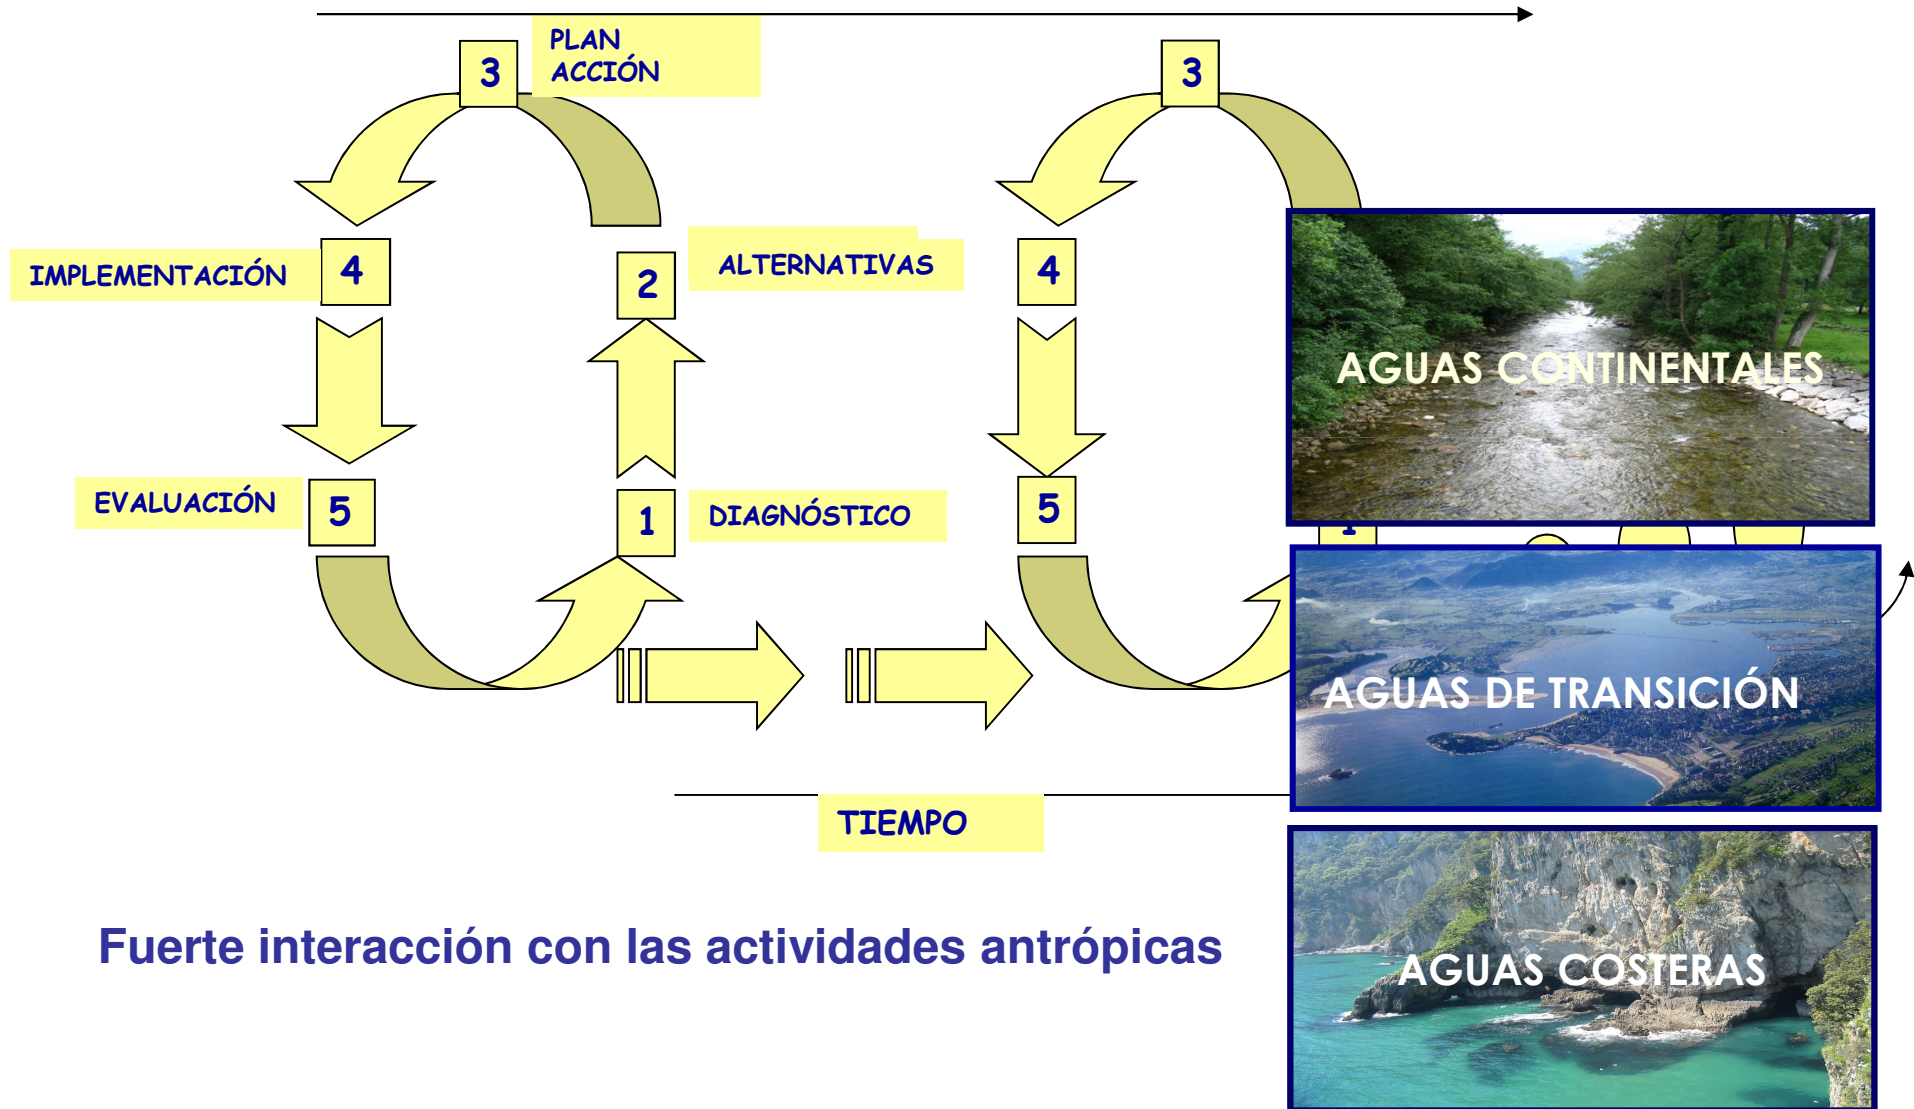 3
PLAN
ACCIÓN
IMPLEMENTACIÓN
4
2
ALTERNATIVAS
EVALUACIÓN
5
1
DIAGNÓSTICO
3
4
5
1
TIEMPO
AGUAS CONTINENTALES
AGUAS DE TRANSICIÓN
AGUAS COSTERAS
Fuerte interacción con las actividades antrópicas